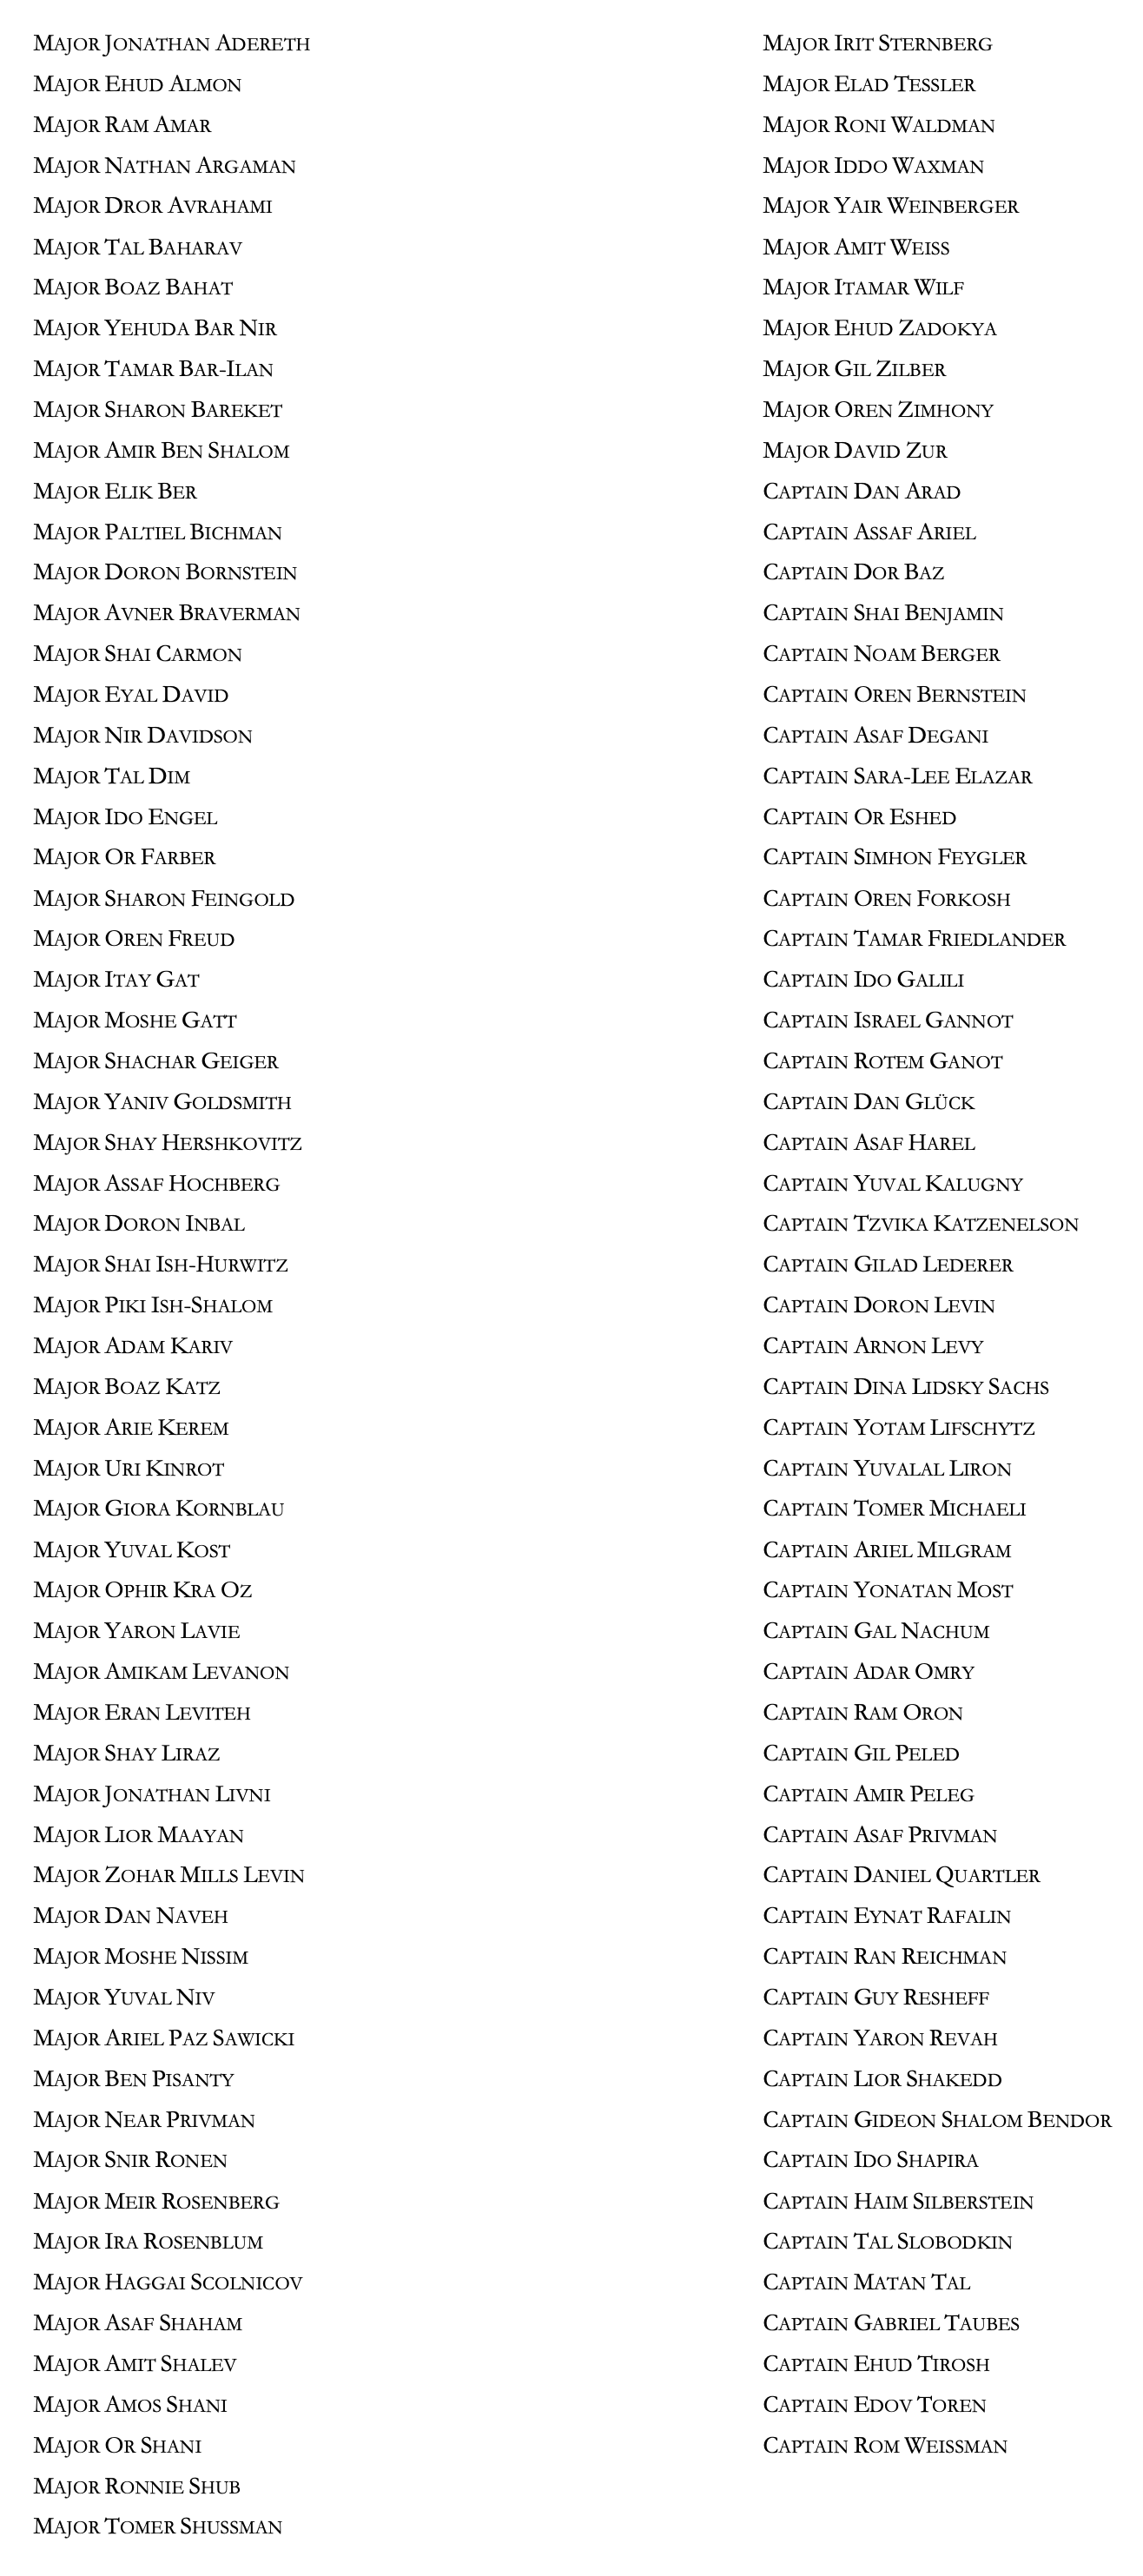 Major Jonathan Adereth
Major Ehud Almon
Major Ram Amar
Major Nathan Argaman
Major Dror Avrahami
Major Tal Baharav
Major Boaz Bahat
Major Yehuda Bar Nir
Major Tamar Bar-Ilan
Major Sharon Bareket
Major Amir Ben Shalom
Major Elik Ber
Major Paltiel Bichman
Major Doron Bornstein
Major Avner Braverman
Major Shai Carmon
Major Eyal David
Major Nir Davidson
Major Tal Dim
Major Ido Engel
Major Or Farber
Major Sharon Feingold
Major Oren Freud
Major Itay Gat
Major Moshe Gatt
Major Shachar Geiger
Major Yaniv Goldsmith
Major Shay Hershkovitz
Major Assaf Hochberg
Major Doron Inbal
Major Shai Ish-Hurwitz
Major Piki Ish-Shalom
Major Adam Kariv
Major Boaz Katz
Major Arie Kerem
Major Uri Kinrot
Major Giora Kornblau
Major Yuval Kost
Major Ophir Kra Oz
Major Yaron Lavie
Major Amikam Levanon
Major Eran Leviteh
Major Shay Liraz
Major Jonathan Livni
Major Lior Maayan
Major Zohar Mills Levin
Major Dan Naveh
Major Moshe Nissim
Major Yuval Niv
Major Ariel Paz Sawicki
Major Ben Pisanty
Major Near Privman
Major Snir Ronen
Major Meir Rosenberg
Major Ira Rosenblum
Major Haggai Scolnicov
Major Asaf Shaham
Major Amit Shalev
Major Amos Shani
Major Or Shani
Major Ronnie Shub
Major Tomer Shussman
Major Irit Sternberg
Major Elad Tessler
Major Roni Waldman
Major Iddo Waxman
Major Yair Weinberger
Major Amit Weiss
Major Itamar Wilf
Major Ehud Zadokya
Major Gil Zilber
Major Oren Zimhony
Major David Zur
Captain Dan Arad
Captain Assaf Ariel
Captain Dor Baz
Captain Shai Benjamin
Captain Noam Berger
Captain Oren Bernstein
Captain Asaf Degani
Captain Sara-Lee Elazar
Captain Or Eshed
Captain Simhon Feygler
Captain Oren Forkosh
Captain Tamar Friedlander
Captain Ido Galili
Captain Israel Gannot
Captain Rotem Ganot
Captain Dan Glück
Captain Asaf Harel
Captain Yuval Kalugny
Captain Tzvika Katzenelson
Captain Gilad Lederer
Captain Doron Levin
Captain Arnon Levy
Captain Dina Lidsky Sachs
Captain Yotam Lifschytz
Captain Yuvalal Liron
Captain Tomer Michaeli
Captain Ariel Milgram
Captain Yonatan Most
Captain Gal Nachum
Captain Adar Omry
Captain Ram Oron
Captain Gil Peled
Captain Amir Peleg
Captain Asaf Privman
Captain Daniel Quartler
Captain Eynat Rafalin
Captain Ran Reichman
Captain Guy Resheff
Captain Yaron Revah
Captain Lior Shakedd
Captain Gideon Shalom Bendor
Captain Ido Shapira
Captain Haim Silberstein
Captain Tal Slobodkin
Captain Matan Tal
Captain Gabriel Taubes
Captain Ehud Tirosh
Captain Edov Toren
Captain Rom Weissman